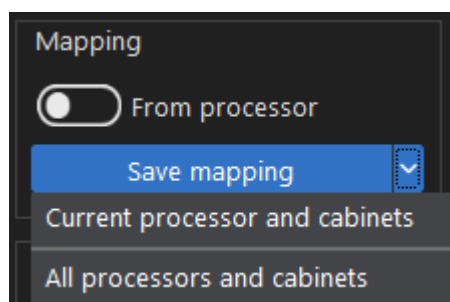 Mapping
From processor
Save mapping
Current processor and cabinets
All processors and cabinets